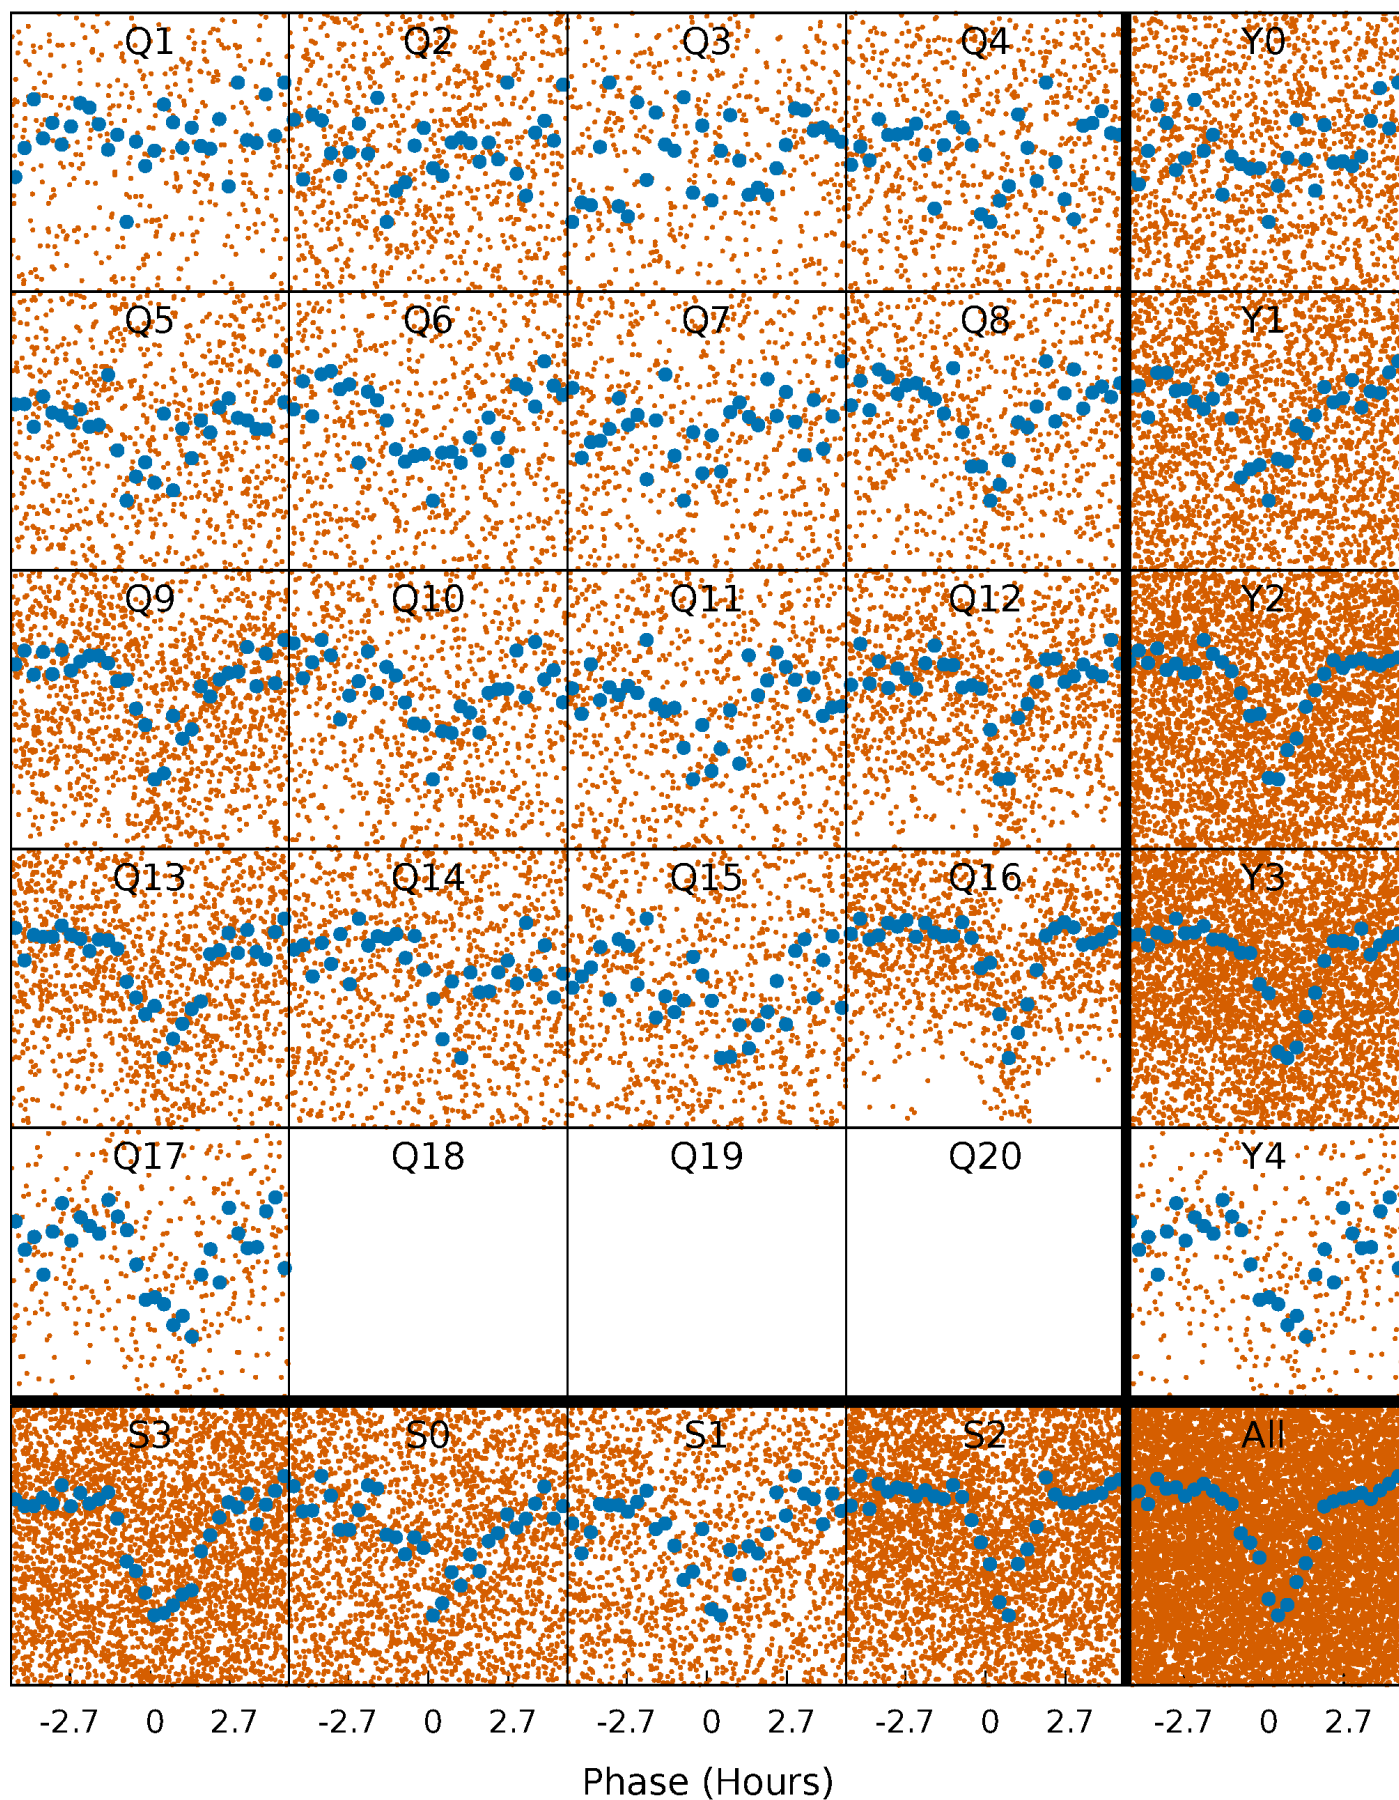 Q1 Q2 Q3 Q4 Y0
Q5 Q6 Q7 Q8 Y1
Q9 Q10 Q11 Q12 Y2
Q13 Q14 Q15 Q16 Y3
Q17 Q18 Q19 Q20 Y4
S3 S0 S1 S2 All
-2.7 0 2.7 -2.7 0 2.7 -2.7 0 2.7 -2.7 0 2.7 -2.7 0 2.7
Phase (Hours)